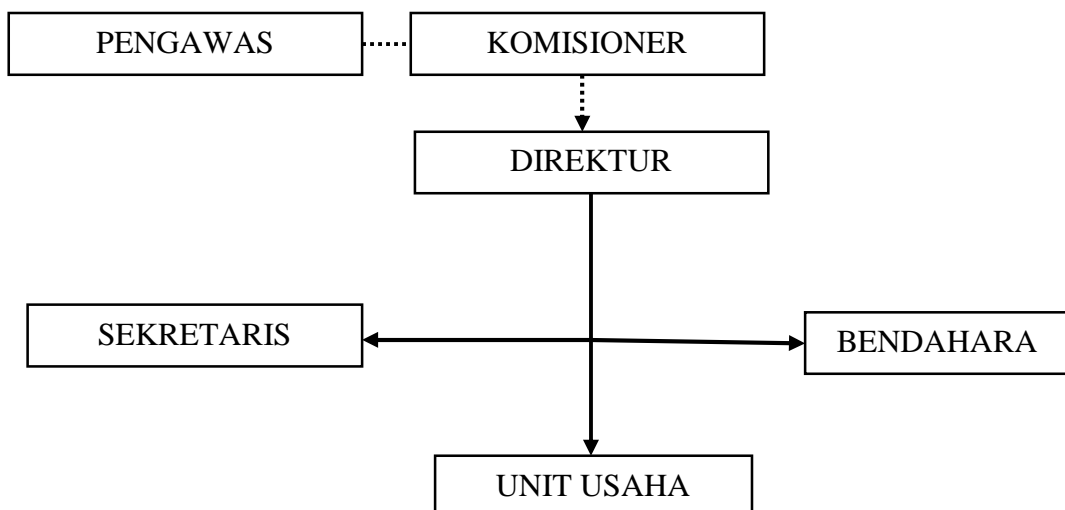 PENGAWAS
KOMISIONER
DIREKTUR
SEKRETARIS
BENDAHARA
UNIT USAHA